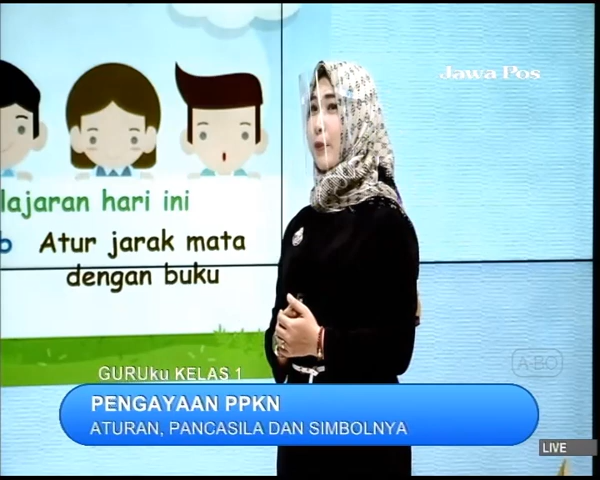 Jawa Pos
lajaran hari ini
b Atur jarak mata
dengan buku
A-BO
GURUku KELAS 1
PENGAYAAN PPKN
ATURAN, PANCASILA DAN SIMBOLNYA
LIVE